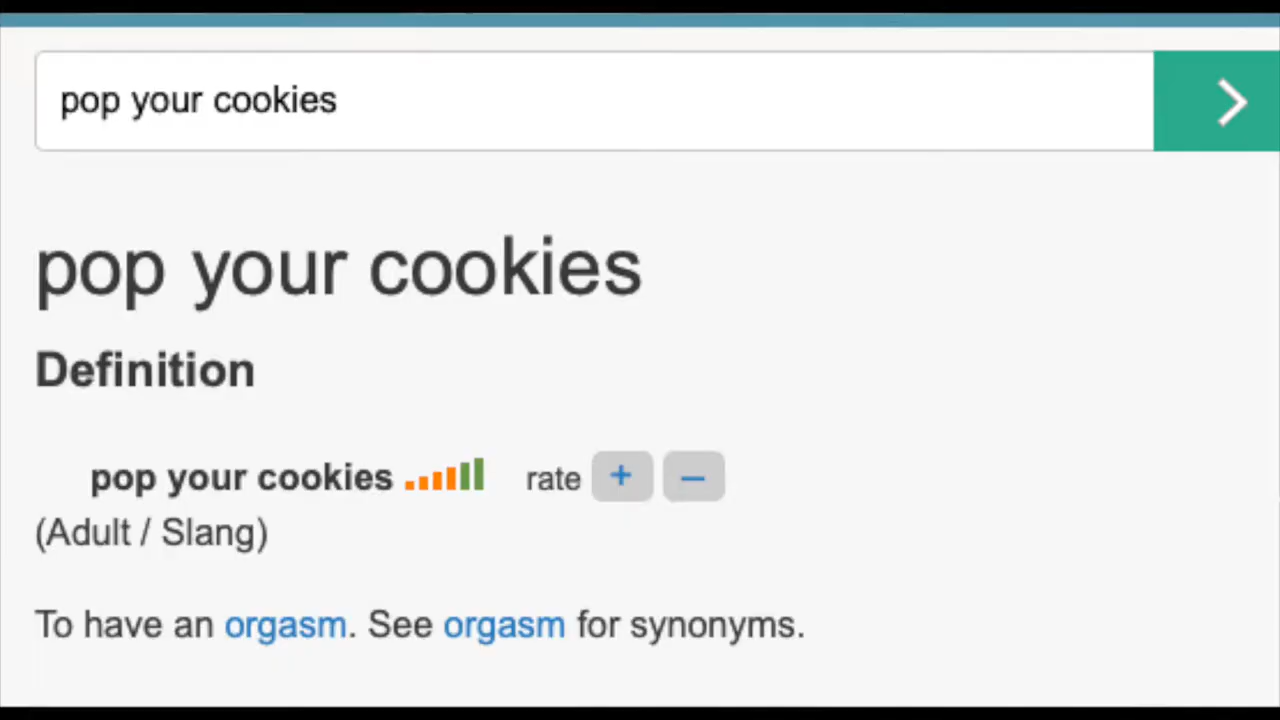 pop your cookies
pop your cookies
Definition
pop your cookies rate + –
(Adult / Slang)
To have an orgasm. See orgasm for synonyms.